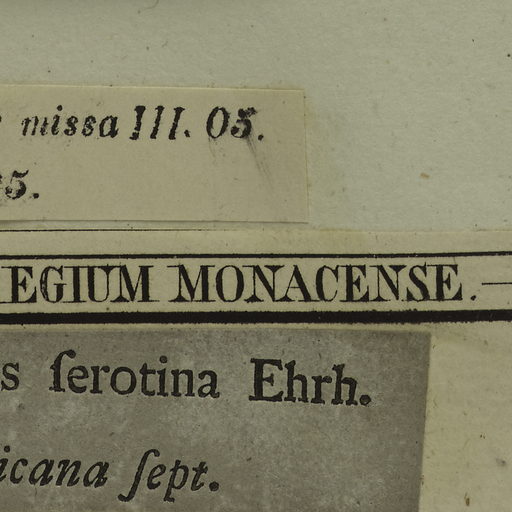 missa III. 05.
5.
EGIUM MONACENSE.
s ſerotina Ehrh.
icana ſept.